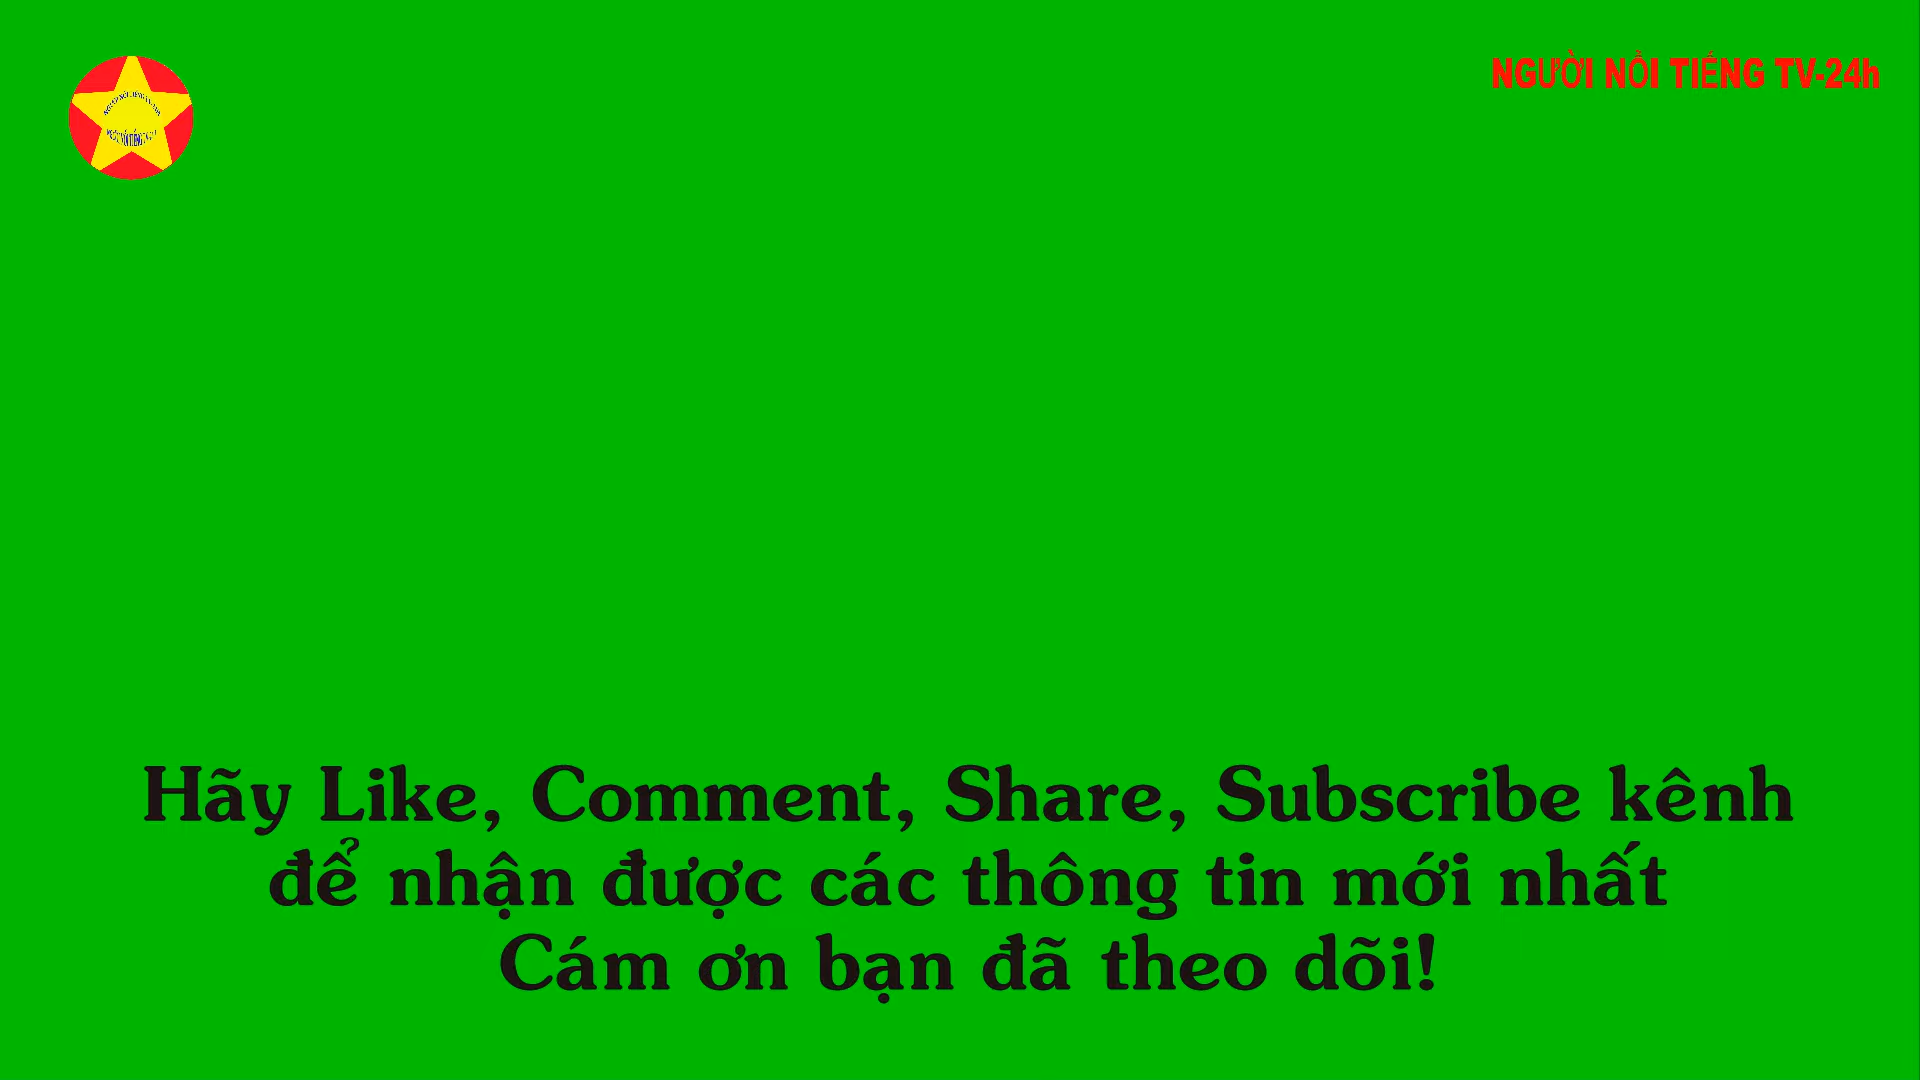 NGƯỜI NỔI TIẾNG TV-24h
Hãy Like, Comment, Share, Subscribe kênh
để nhận được các thông tin mới nhất
Cám ơn bạn đã theo dõi!